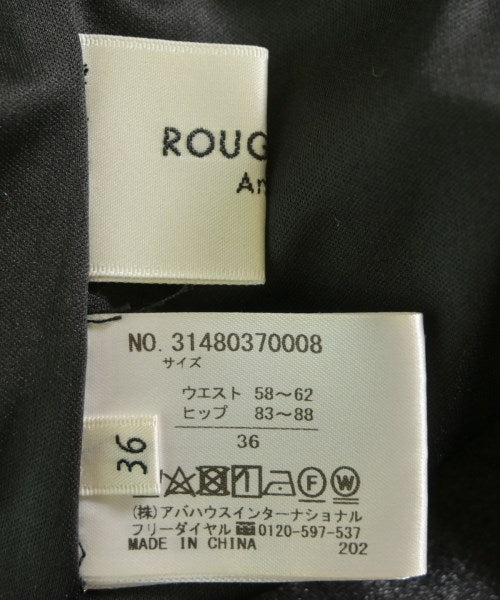 ROUG
An
NO. 31480370008
サイズ
ウエスト 58～62
ヒップ 83～88
36
36
F W
(株)アバハウスインターナショナル
フリーダイヤル 0120-597-537
MADE IN CHINA 202